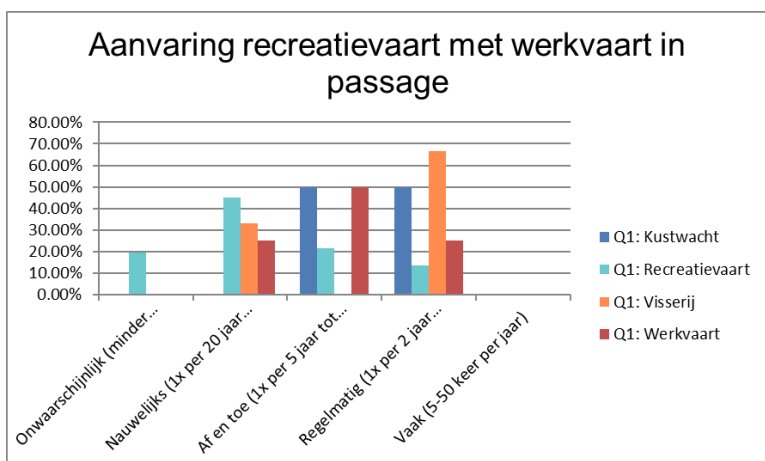 Aanvaring recreatievaart met werkvaart in
passage
80.00%
70.00%
60.00%
50.00%
40.00%
30.00%
20.00%
10.00%
0.00%
Q1: Kustwacht
Q1: Recreatievaart
Q1: Visserij
Q1: Werkvaart
Onwaarschijnlijk (minder...
Nauwelijks (1x per 20 jaar...
Af en toe (1x per 5 jaar tot...
Regelmatig (1x per 2 jaar...
Vaak (5-50 keer per jaar)